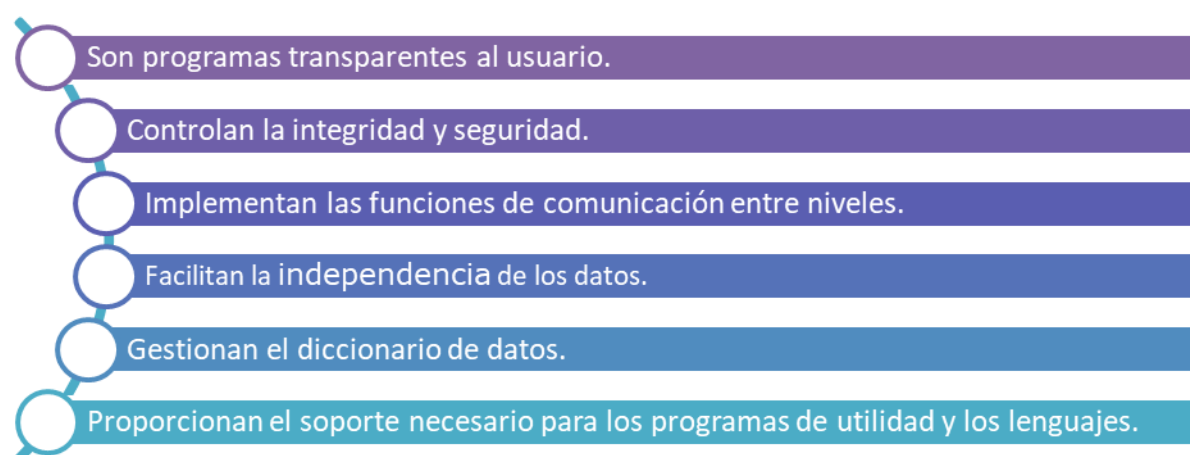 Son programas transparentes al usuario.
Controlan la integridad y seguridad.
Implementan las funciones de comunicación entre niveles.
Facilitan la independencia de los datos.
Gestionan el diccionario de datos.
Proporcionan el soporte necesario para los programas de utilidad y los lenguajes.